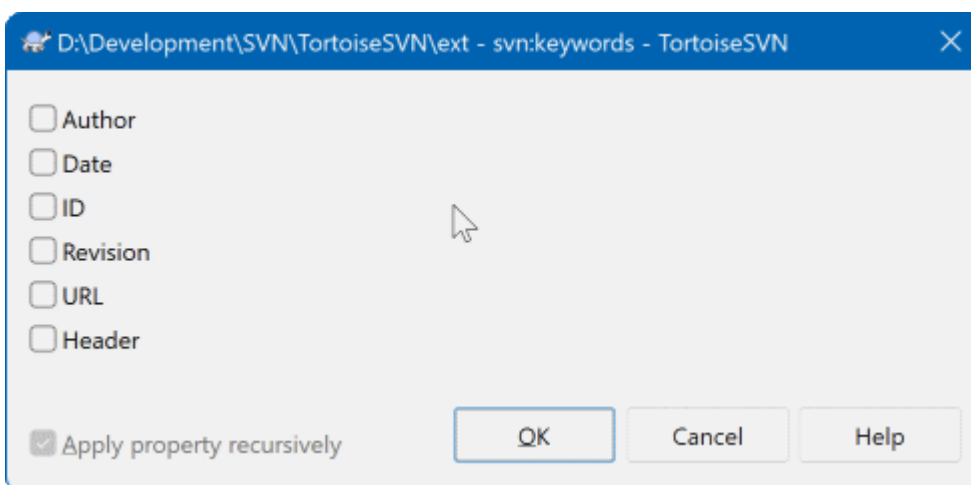 D:\Development\SVN\TortoiseSVN\ext - svn:keywords - TortoiseSVN
Author
Date
ID
Revision
URL
Header
Apply property recursively
OK
Cancel
Help